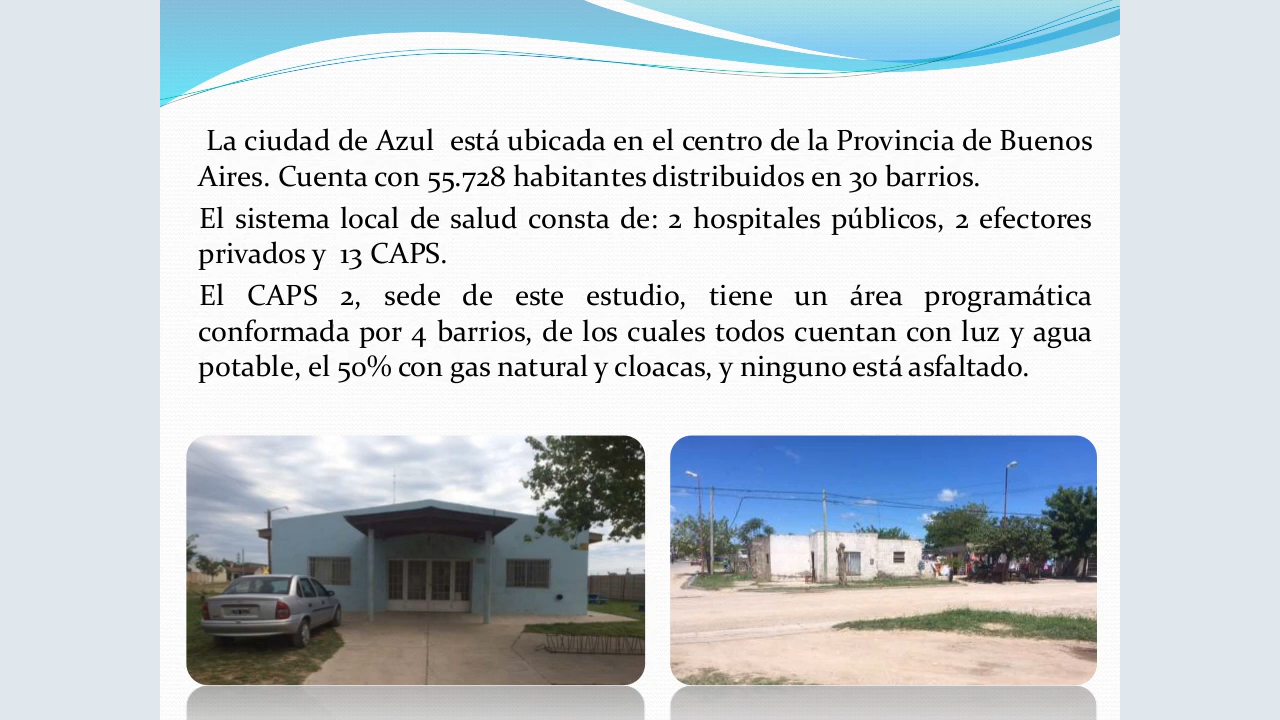 La ciudad de Azul está ubicada en el centro de la Provincia de Buenos
Aires. Cuenta con 55.728 habitantes distribuidos en 30 barrios.
El sistema local de salud consta de: 2 hospitales públicos, 2 efectores
privados y 13 CAPS.
El CAPS 2, sede de este estudio, tiene un área programática
conformada por 4 barrios, de los cuales todos cuentan con luz y agua
potable, el 50% con gas natural y cloacas, y ninguno está asfaltado.